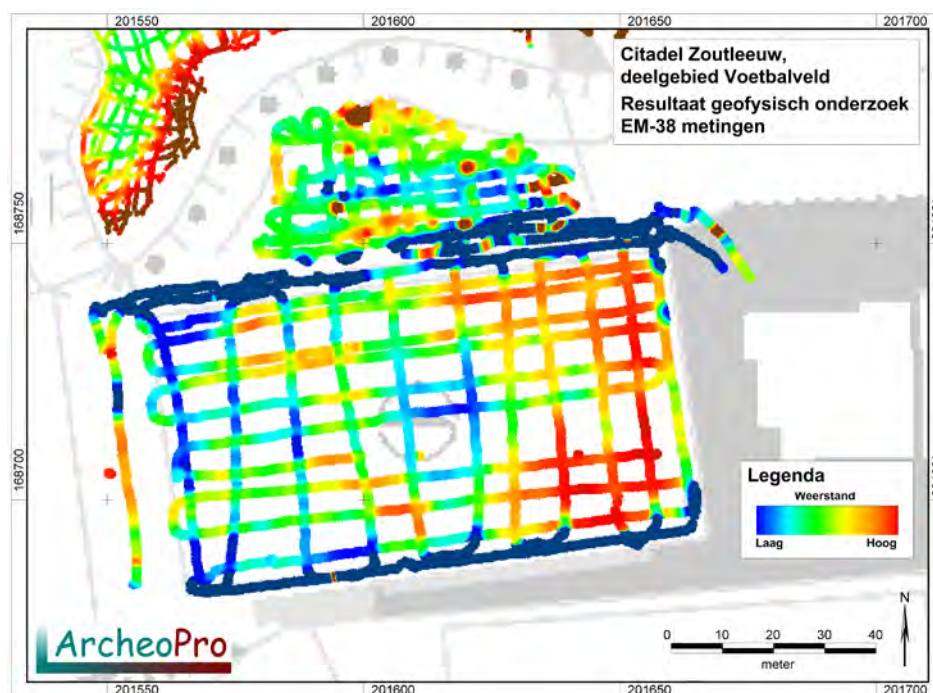 201550 201600 201650 201700
Citadel Zoutleeuw,
deelgebied Voetbalveld
Resultaat geofysisch onderzoek
EM-38 metingen
168750
168700
Legenda
Weerstand
Laag Hoog
N
0 10 20 30 40
meter
ArcheoPro
201550 201600 201650 201700